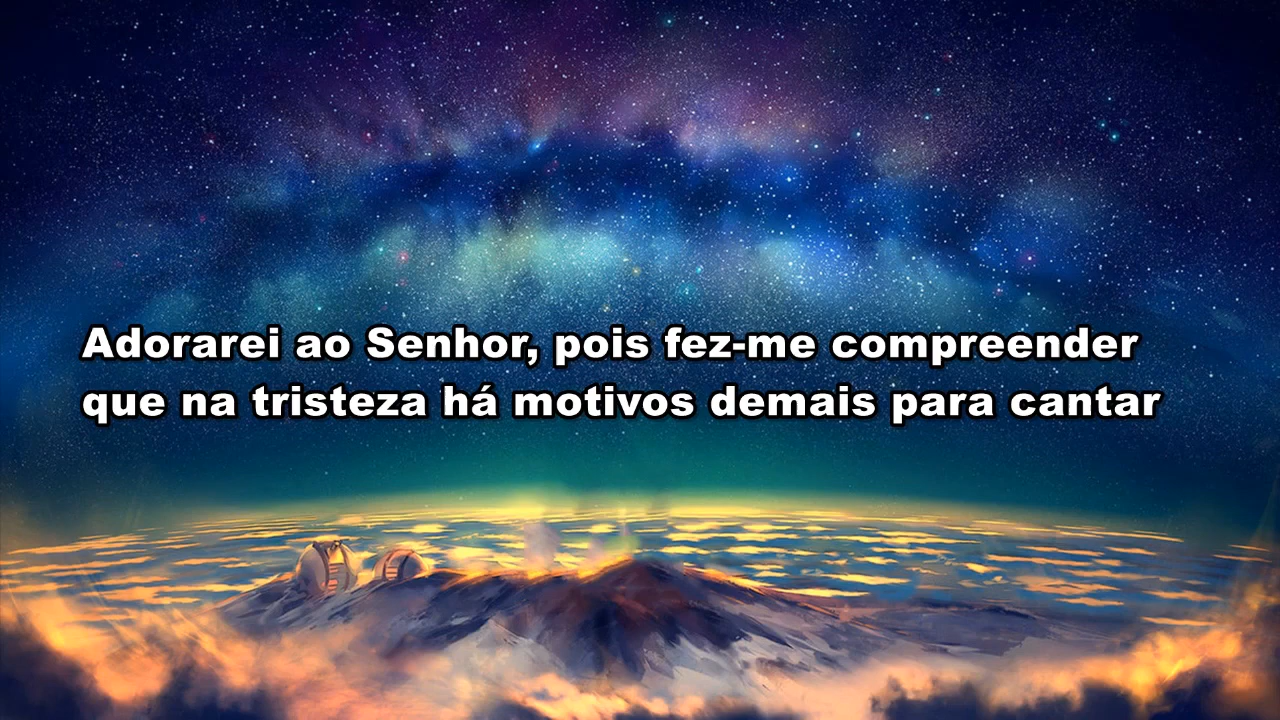 Adorarei ao Senhor, pois fez-me compreender
que na tristeza há motivos demais para cantar